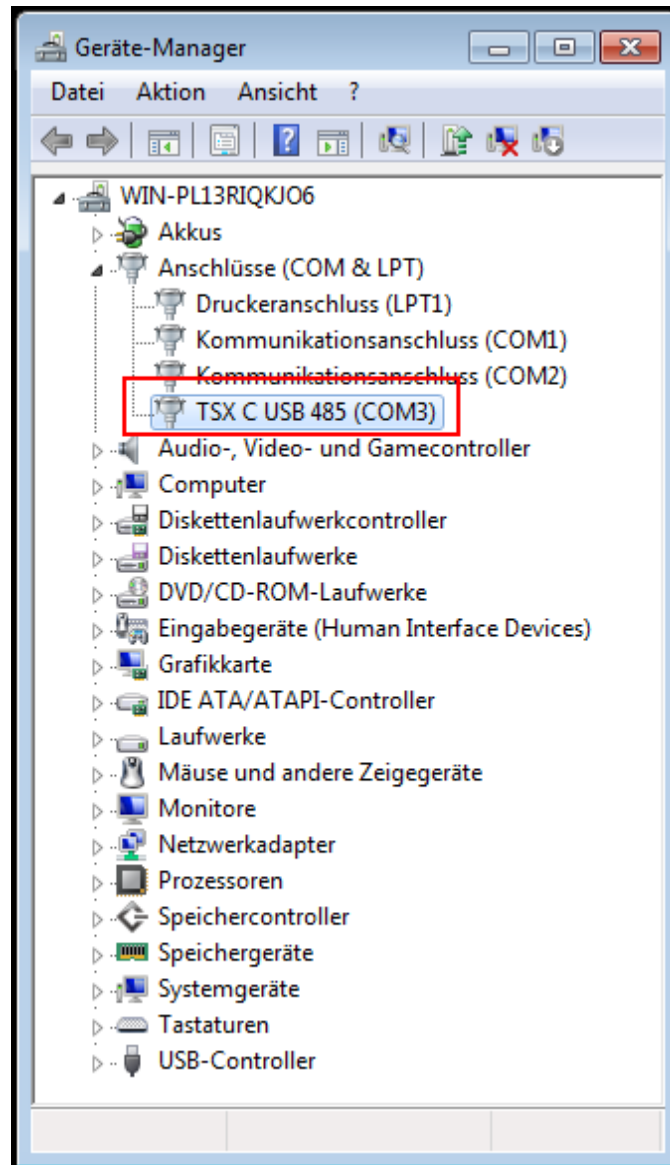 Geräte-Manager
Datei Aktion Ansicht ?
WIN-PL13RIQKJO6
Akkus
Anschlüsse (COM & LPT)
Druckeranschluss (LPT1)
Kommunikationsanschluss (COM1)
Kommunikationsanschluss (COM2)
TSX C USB 485 (COM3)
Audio-, Video- und Gamecontroller
Computer
Diskettenlaufwerkcontroller
Diskettenlaufwerke
DVD/CD-ROM-Laufwerke
Eingabegeräte (Human Interface Devices)
Grafikkarte
IDE ATA/ATAPI-Controller
Laufwerke
Mäuse und andere Zeigegeräte
Monitore
Netzwerkadapter
Prozessoren
Speichercontroller
Speichergeräte
Systemgeräte
Tastaturen
USB-Controller